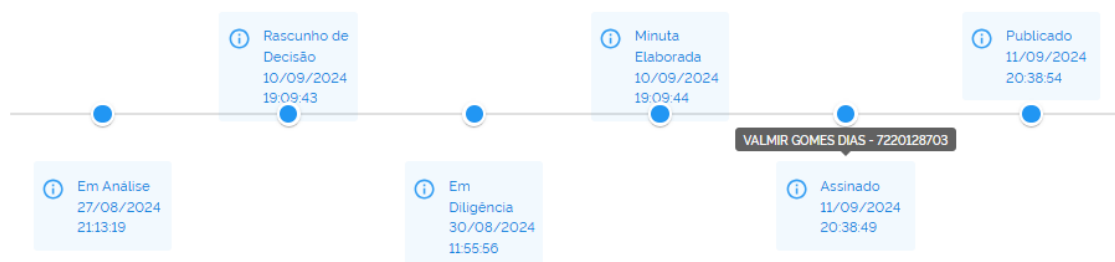 Rascunho de
Decisão
10/09/2024
19:09:43
Minuta
Elaborada
10/09/2024
19:09:44
Publicado
11/09/2024
20:38:54
VALMIR GOMES DIAS - 7220128703
Em Análise
27/08/2024
21:13:19
Em
Diligência
30/08/2024
11:55:56
Assinado
11/09/2024
20:38:49